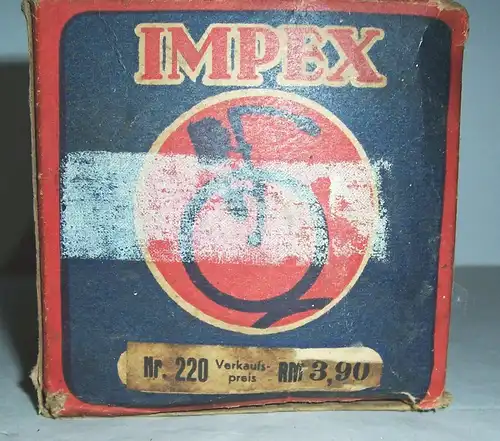 IMPEX
Nr. 220 Verkaufs-
preis RM 3,90